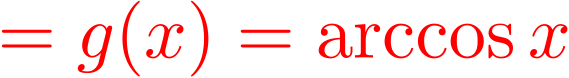 = g(x) = arccos x